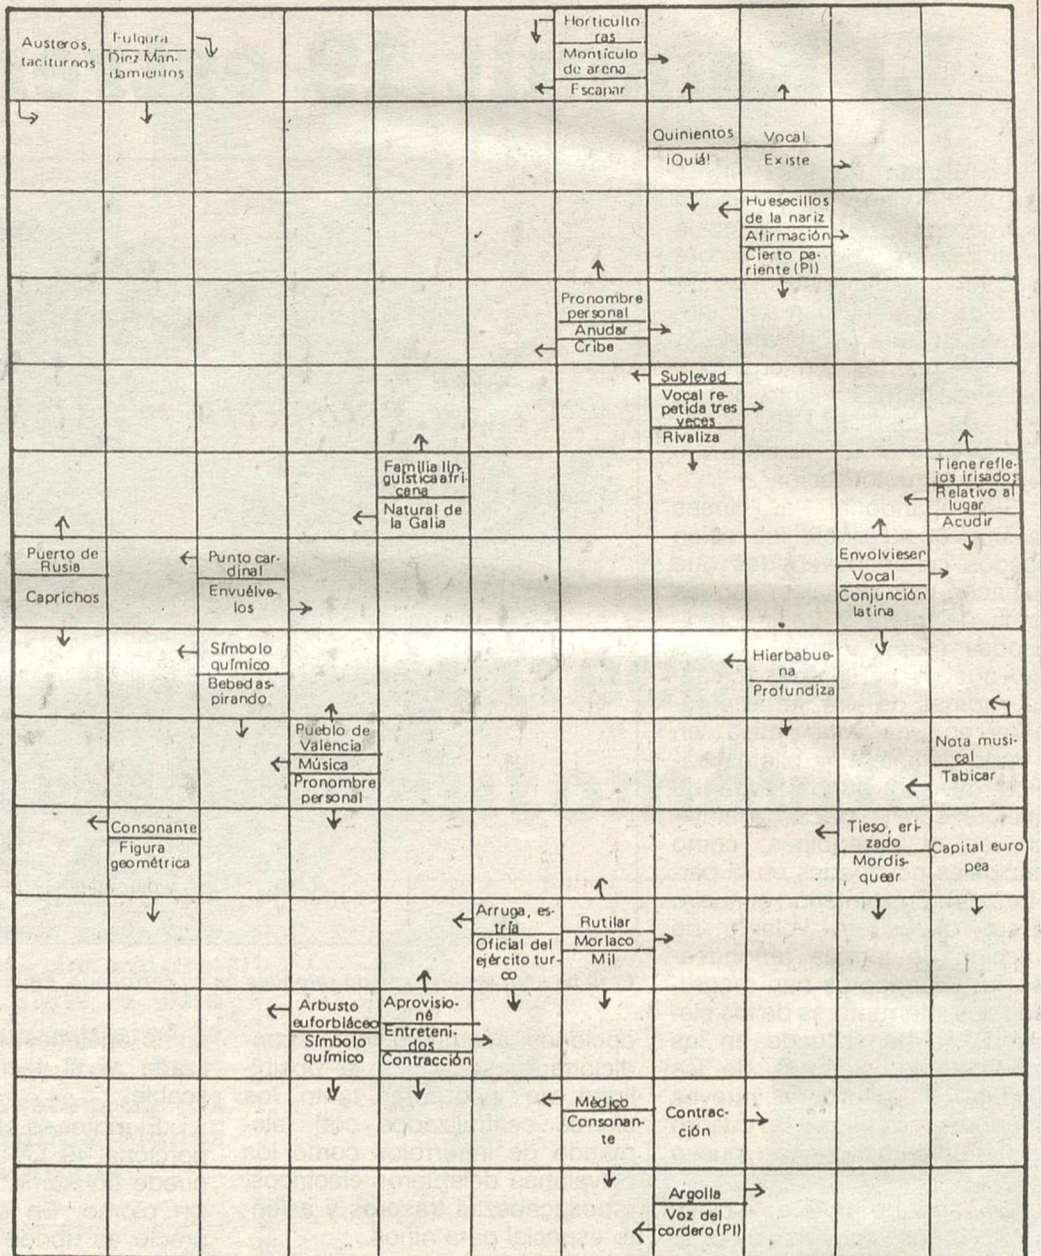 Austeros,
taciturnos
Fulgura
Diez Man-
damientos
Horticulto
ras
Montículo
de arena
Escapar
Quinientos
¡Quiá!
Vocal
Existe
Huesecillos
de la nariz
Afirmación
Cierto pa-
riente (Pl)
Pronombre
personal
Anudar
Cribe
Sublevad
Vocal re-
petida tres
veces
Rivaliza
Familia lin-
guística afri-
cana
Natural de
la Galia
Tiene refle-
jos irisados
Relativo al
lugar
Acudir
Puerto de
Rusia
Caprichos
Punto car-
dinal
Envuélve-
los
Envolvieser
Vocal
Conjunción
latina
Símbolo
químico
Bebed as-
pirando
Hierbabue-
na
Profundiza
Pueblo de
Valencia
Música
Pronombre
personal
Nota musi-
cal
Tabicar
Consonante
Figura
geométrica
Tieso, eri-
zado
Mordis-
quear
Capital euro
pea
Arruga, es-
tría
Oficial del
ejército tur-
co
Rutilar
Morlaco
Mil
Arbusto
euforbiáceo
Símbolo
químico
Aprovisio-
né
Entreteni-
dos
Contracción
Médico
Consonan-
te
Contrac-
ción
Argolla
Voz del
cordero (Pl)